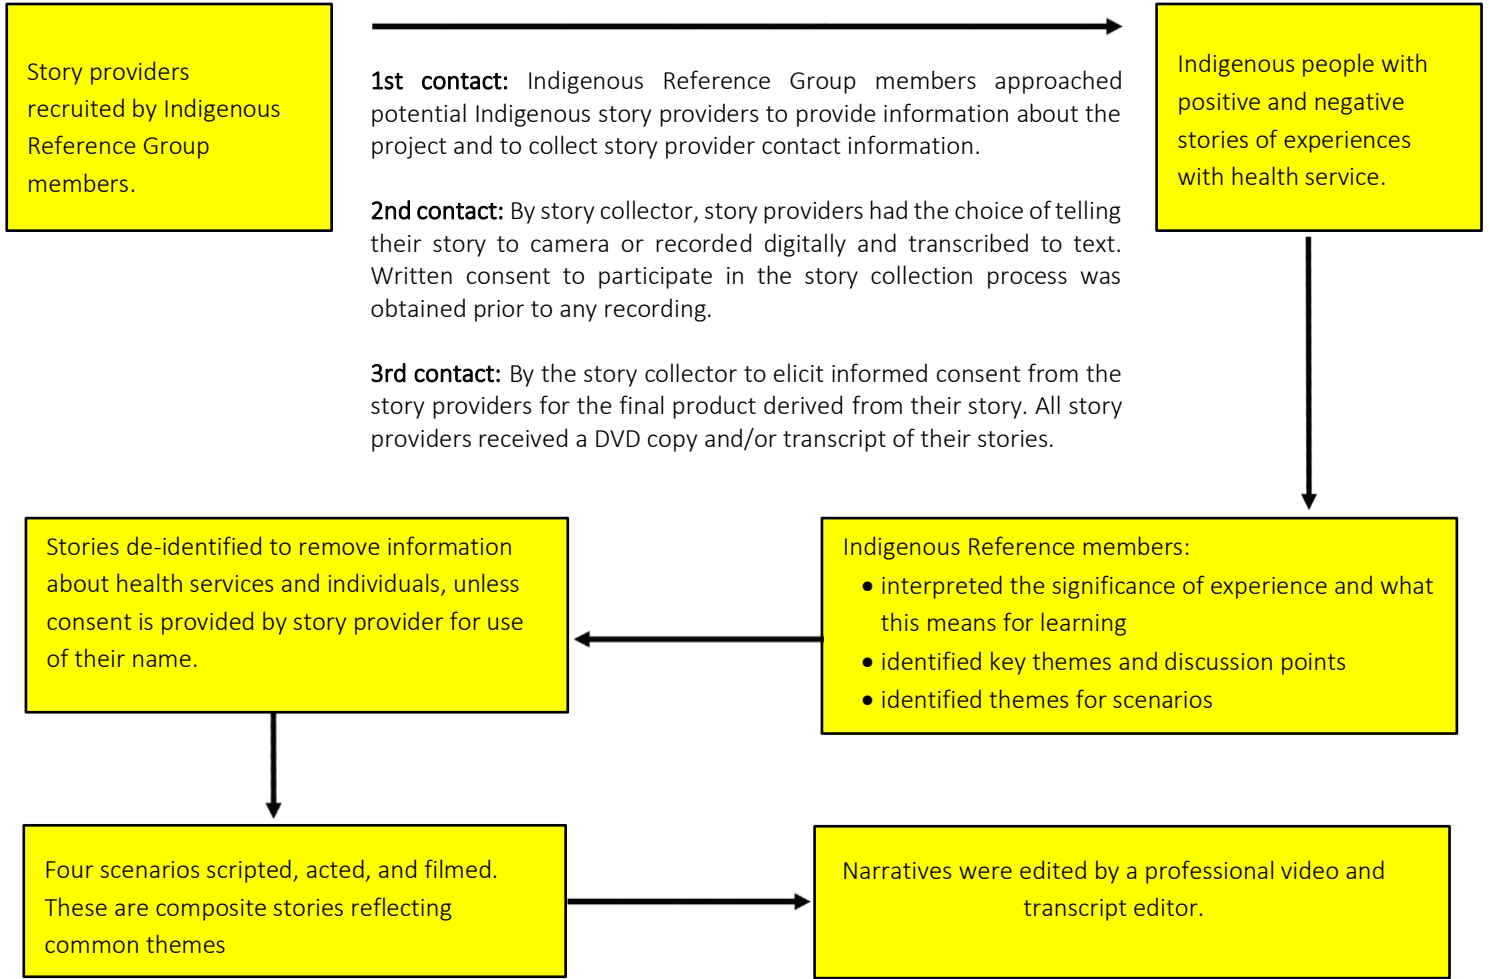 Story providers
recruited by Indigenous
Reference Group
members.
1st contact: Indigenous Reference Group members approached
potential Indigenous story providers to provide information about the
project and to collect story provider contact information.
2nd contact: By story collector, story providers had the choice of telling
their story to camera or recorded digitally and transcribed to text.
Written consent to participate in the story collection process was
obtained prior to any recording.
3rd contact: By the story collector to elicit informed consent from the
story providers for the final product derived from their story. All story
providers received a DVD copy and/or transcript of their stories.
Indigenous people with
positive and negative
stories of experiences
with health service.
Indigenous Reference members:
• interpreted the significance of experience and what
this means for learning
• identified key themes and discussion points
• identified themes for scenarios
Stories de-identified to remove information
about health services and individuals, unless
consent is provided by story provider for use
of their name.
Four scenarios scripted, acted, and filmed.
These are composite stories reflecting
common themes
Narratives were edited by a professional video and
transcript editor.